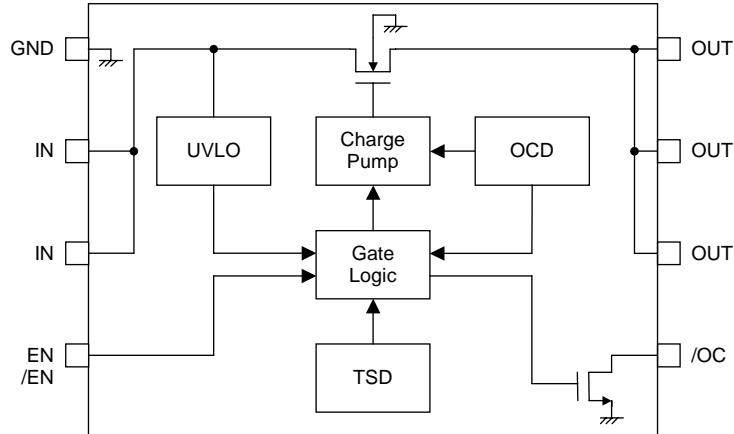 GND
OUT
IN
UVLO
Charge
Pump
OCD
OUT
IN
Gate
Logic
OUT
EN
/EN
TSD
/OC